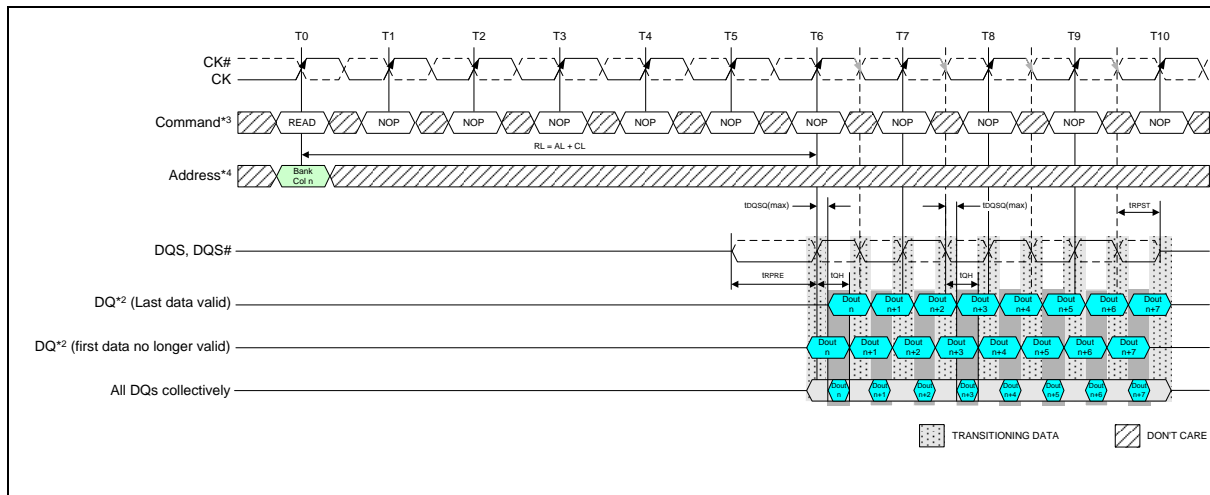 T0 T1 T2 T3 T4 T5 T6 T7 T8 T9 T10
CK#
CK
Command*3 READ NOP NOP NOP NOP NOP NOP NOP NOP NOP NOP
RL = AL + CL
Address*4 Bank
Col n
tDQSQ(max) tDQSQ(max) tRPST
DQS, DQS#
tRPRE tQH tQH
DQ*2 (Last data valid) Dout
n Dout
n+1 Dout
n+2 Dout
n+3 Dout
n+4 Dout
n+5 Dout
n+6 Dout
n+7
DQ*2 (first data no longer valid) Dout
n Dout
n+1 Dout
n+2 Dout
n+3 Dout
n+4 Dout
n+5 Dout
n+6 Dout
n+7
All DQs collectively Dout
n Dout
n+1 Dout
n+2 Dout
n+3 Dout
n+4 Dout
n+5 Dout
n+6 Dout
n+7
TRANSITIONING DATA DON'T CARE